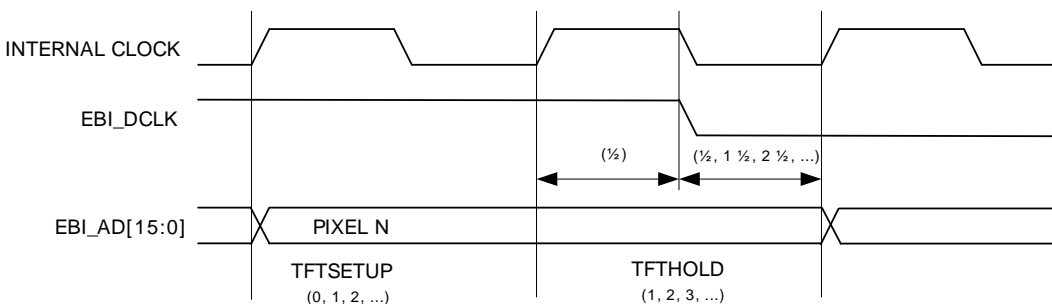 INTERNAL CLOCK
EBI_DCLK
(½)
(½, 1 ½, 2 ½, ...)
EBI_AD[15:0]
PIXEL N
TFTSETUP
TFTHOLD
(0, 1, 2, ...)
(1, 2, 3, ...)